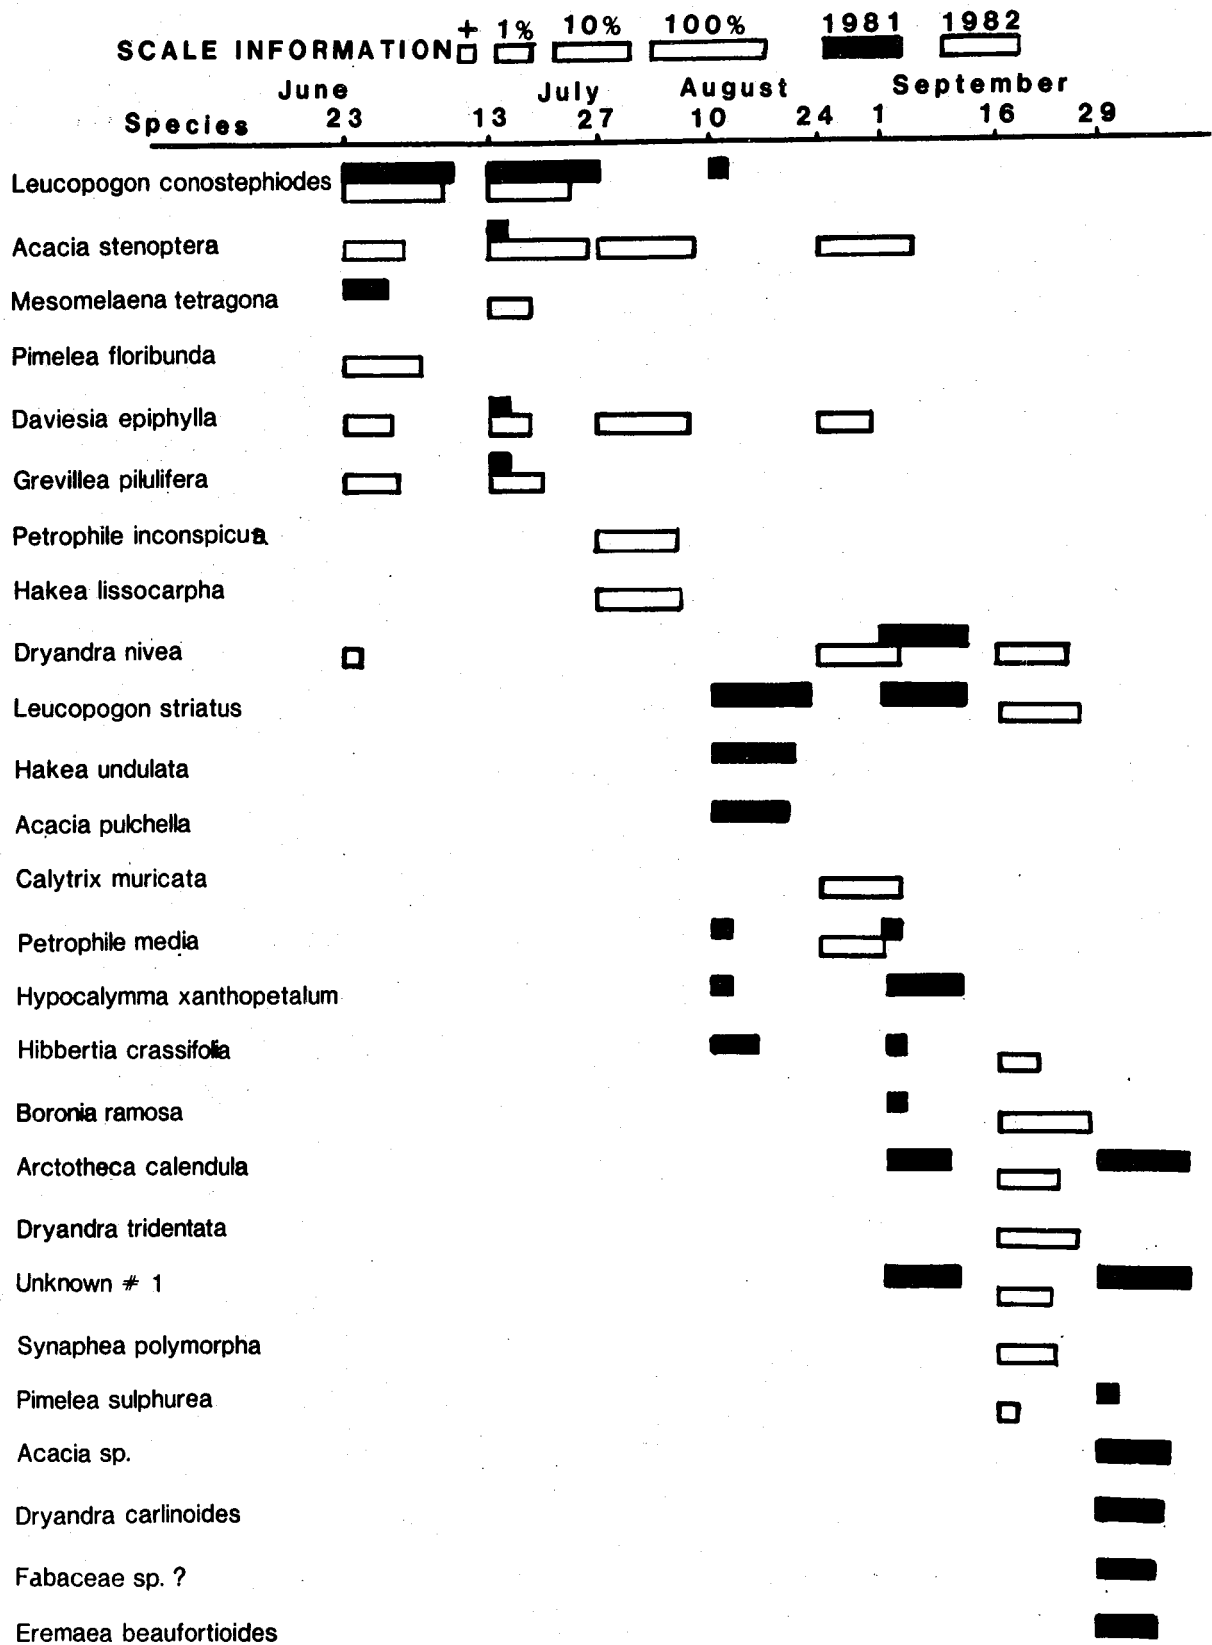 + 1% 10% 100% 1981 1982
SCALE INFORMATION
June July August September
Species 23 13 27 10 24 1 16 29
Leucopogon conostephiodes
Acacia stenoptera
Mesomelaena tetragona
Pimelea floribunda
Daviesia epiphylla
Grevillea pilulifera
Petrophile inconspicua
Hakea lissocarpha
Dryandra nivea
Leucopogon striatus
Hakea undulata
Acacia pulchella
Calytrix muricata
Petrophile media
Hypocalymma xanthopetalum
Hibbertia crassifolia
Boronia ramosa
Arctotheca calendula
Dryandra tridentata
Unknown # 1
Synaphea polymorpha
Pimelea sulphurea
Acacia sp.
Dryandra carlinoides
Fabaceae sp. ?
Eremaea beaufortioides